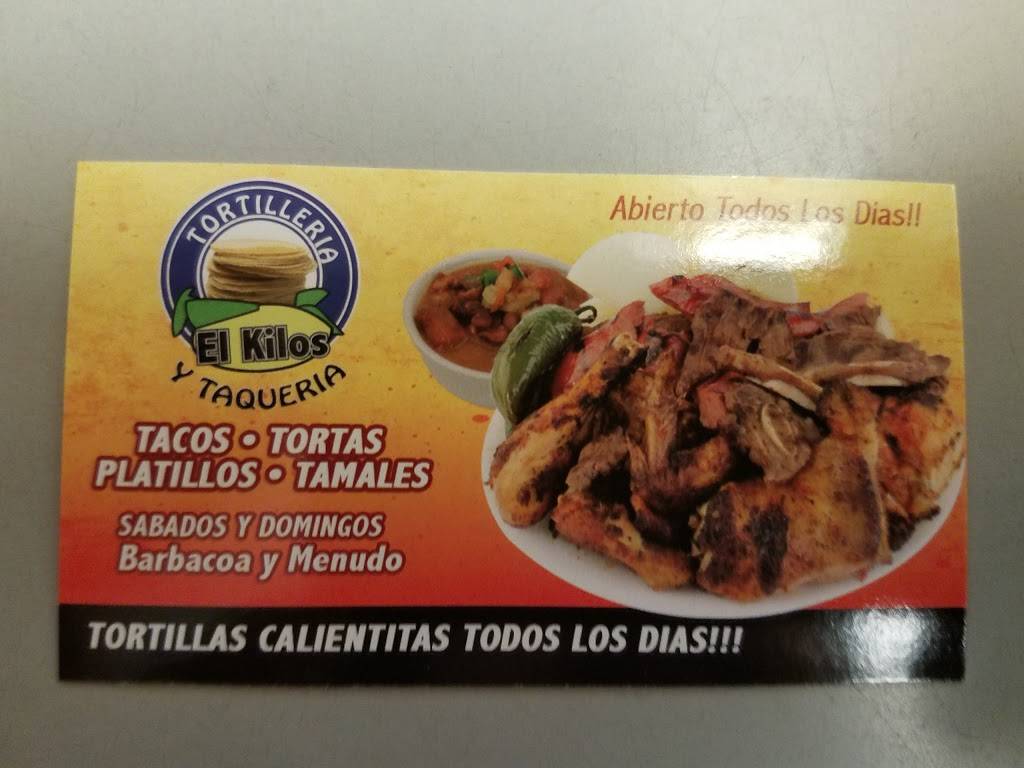 TORTILLERIA
El Kilos
Y TAQUERIA
Abierto Todos Los Dias!!
TACOS • TORTAS
PLATILLOS • TAMALES
SABADOS Y DOMINGOS
Barbacoa y Menudo
TORTILLAS CALIENTITAS TODOS LOS DIAS!!!